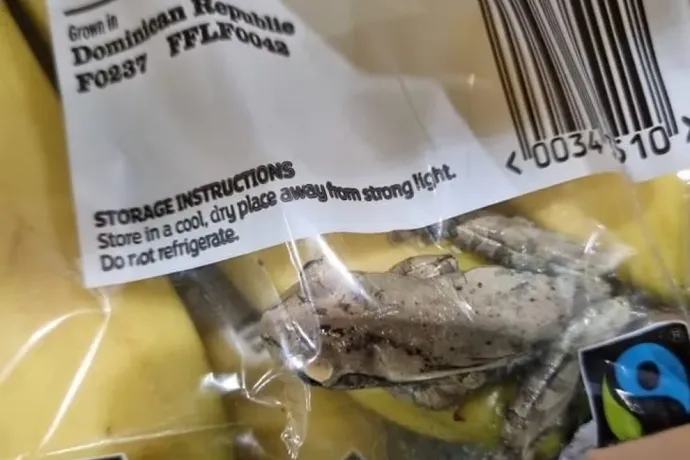 Grown in
Dominican Republic
F0237 FFLF0042
STORAGE INSTRUCTIONS
Store in a cool, dry place away from strong light.
Do not refrigerate.